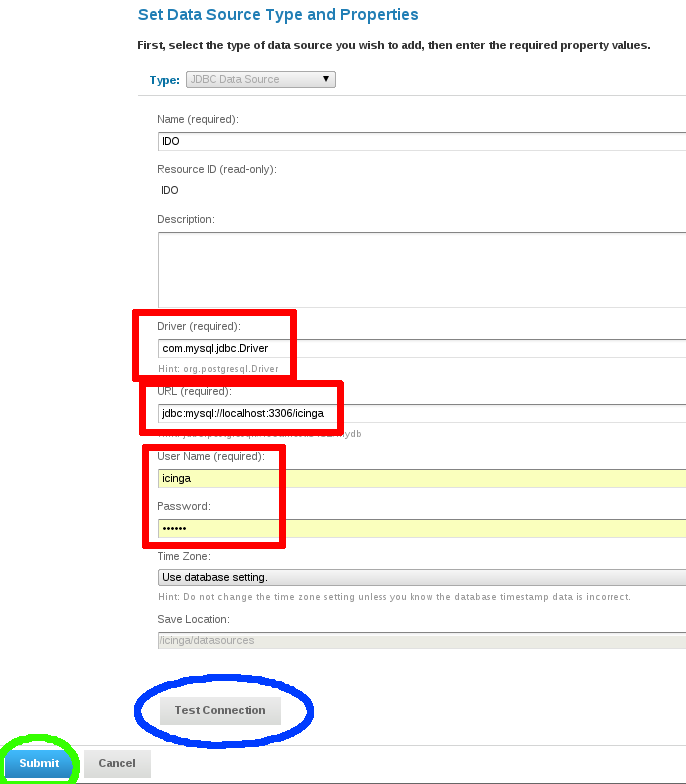 Set Data Source Type and Properties
First, select the type of data source you wish to add, then enter the required property values.
Type: JDBC Data Source
Name (required):
IDO
Resource ID (read-only):
IDO
Description:
Driver (required):
com.mysql.jdbc.Driver
Hint: org.postgresql.Driver
URL (required):
jdbc:mysql://localhost:3306/icinga
User Name (required):
icinga
Password:
••••••
Time Zone:
Use database setting.
Hint: Do not change the time zone setting unless you know the database timestamp data is incorrect.
Save Location:
/icinga/datasources
Test Connection
Submit Cancel